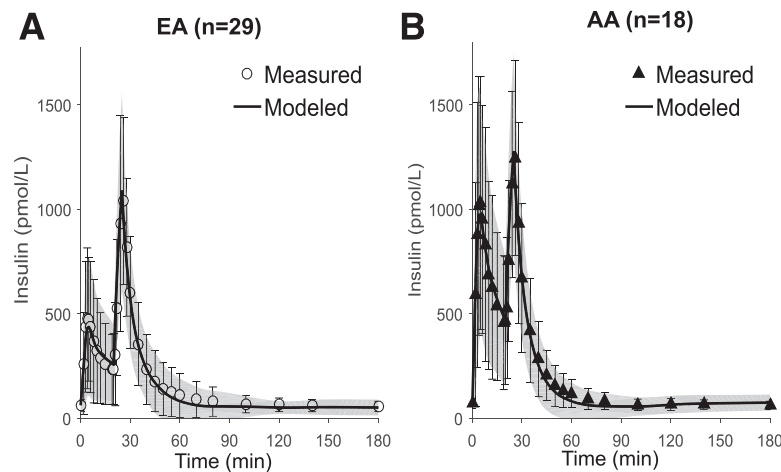 A
EA (n=29)
Measured
Modeled
1500
1000
500
0
Insulin (pmol/L)
0 30 60 90 120 150 180
Time (min)
B
AA (n=18)
Measured
Modeled
1500
1000
500
0
Insulin (pmol/L)
0 30 60 90 120 150 180
Time (min)